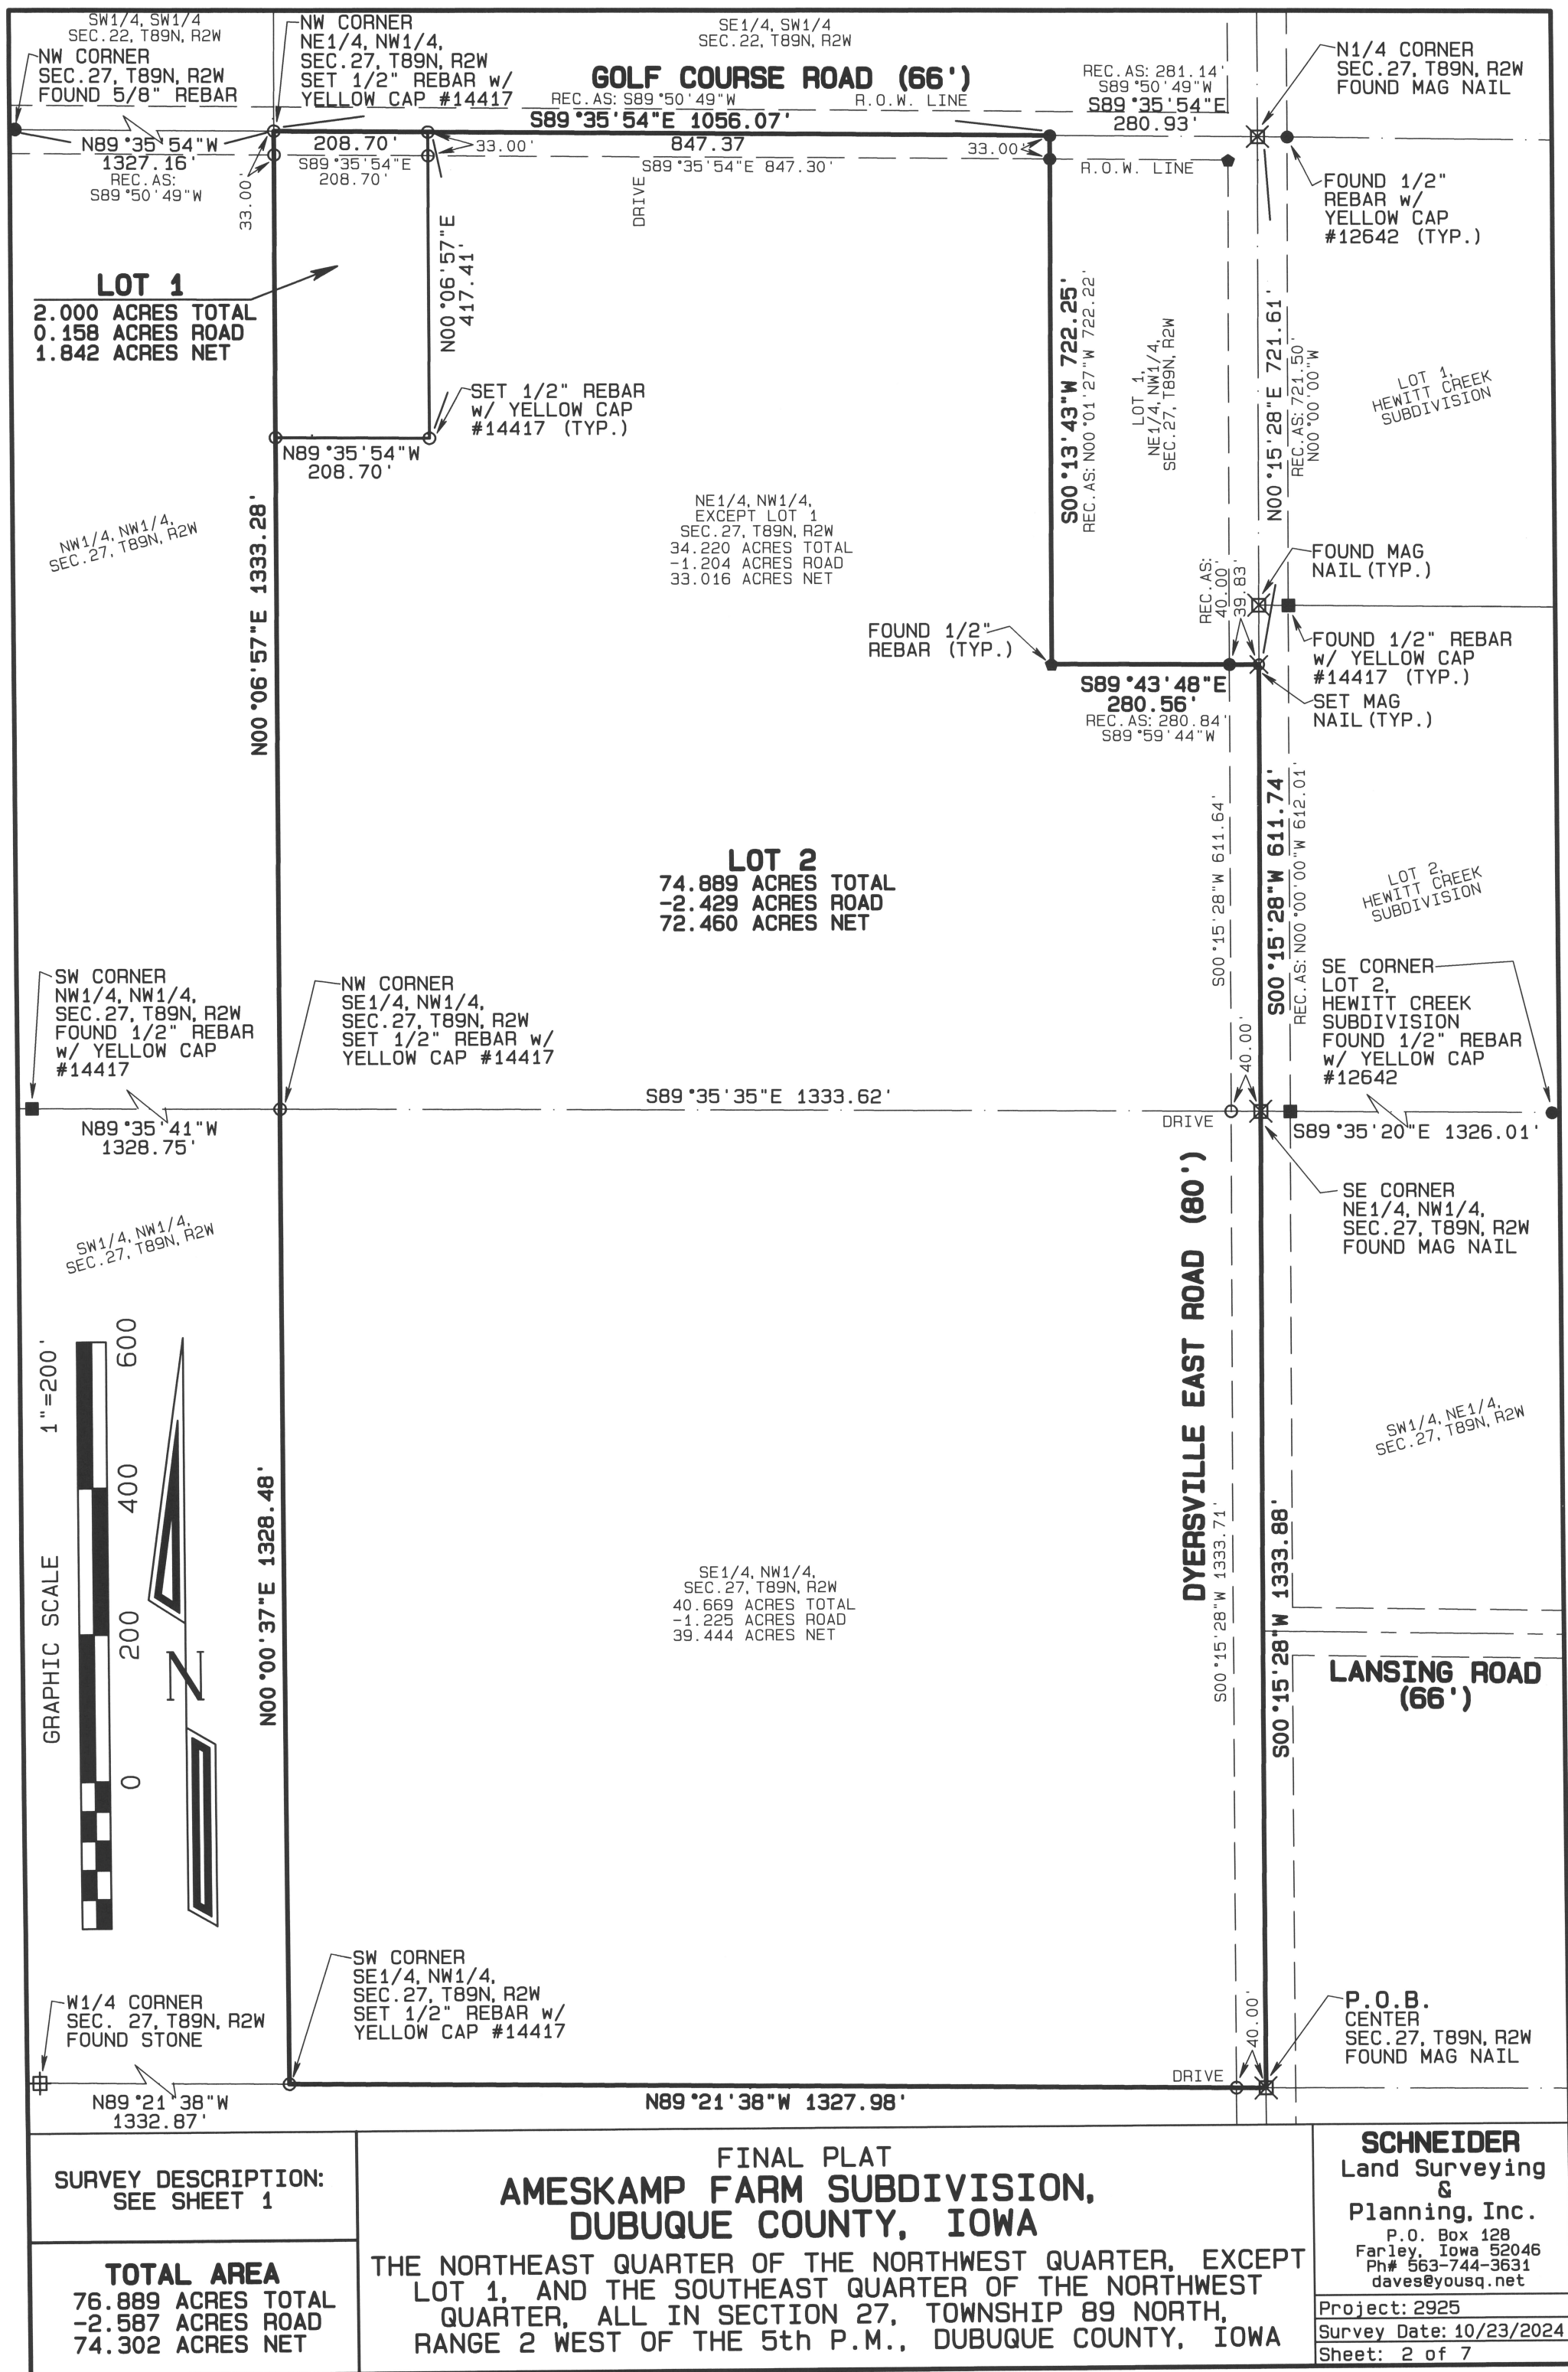 SW1/4, SW1/4
SEC.22, T89N, R2W
NW CORNER
SEC.27, T89N, R2W
FOUND 5/8" REBAR
NW CORNER
NE1/4, NW1/4,
SEC.27, T89N, R2W
SET 1/2" REBAR w/
YELLOW CAP #14417
SE1/4, SW1/4
SEC.22, T89N, R2W
GOLF COURSE ROAD (66')
REC.AS: S89°50'49"W
R.O.W. LINE
S89°35'54"E 1056.07'
REC.AS: 281.14'
S89°50'49"W
S89°35'54"E
280.93'
N1/4 CORNER
SEC.27, T89N, R2W
FOUND MAG NAIL
N89°35'54"W
1327.16'
REC.AS:
S89°50'49"W
33.00'
208.70'
S89°35'54"E
208.70'
33.00'
847.37
S89°35'54"E 847.30'
33.00'
R.O.W. LINE
DRIVE
FOUND 1/2"
REBAR w/
YELLOW CAP
#12642 (TYP.)
LOT 1
2.000 ACRES TOTAL
0.158 ACRES ROAD
1.842 ACRES NET
N00°06'57"E
417.41'
SET 1/2" REBAR
w/ YELLOW CAP
#14417 (TYP.)
N89°35'54"W
208.70'
S00°13'43"W 722.25'
REC.AS: N00°01'27"W 722.22'
LOT 1,
NE1/4, NW1/4,
SEC.27, T89N, R2W
N00°15'28"E 721.61'
REC.AS: 721.50'
N00°00'00"W
LOT 1,
HEWITT CREEK
SUBDIVISION
NW1/4, NW1/4,
SEC.27, T89N, R2W
N00°06'57"E 1333.28'
NE1/4, NW1/4,
EXCEPT LOT 1
SEC.27, T89N, R2W
34.220 ACRES TOTAL
-1.204 ACRES ROAD
33.016 ACRES NET
REC.AS:
40.00'
39.83'
FOUND MAG
NAIL (TYP.)
FOUND 1/2"
REBAR (TYP.)
FOUND 1/2" REBAR
w/ YELLOW CAP
#14417 (TYP.)
SET MAG
NAIL (TYP.)
S89°43'48"E
280.56'
REC.AS: 280.84'
S89°59'44"W
S00°15'28"W 611.64'
S00°15'28"W 611.74'
REC.AS: N00°00'00"W 612.01'
LOT 2
74.889 ACRES TOTAL
-2.429 ACRES ROAD
72.460 ACRES NET
LOT 2,
HEWITT CREEK
SUBDIVISION
SW CORNER
NW1/4, NW1/4,
SEC.27, T89N, R2W
FOUND 1/2" REBAR
w/ YELLOW CAP
#14417
NW CORNER
SE1/4, NW1/4,
SEC.27, T89N, R2W
SET 1/2" REBAR w/
YELLOW CAP #14417
SE CORNER
LOT 2,
HEWITT CREEK
SUBDIVISION
FOUND 1/2" REBAR
w/ YELLOW CAP
#12642
40.00'
N89°35'41"W
1328.75'
S89°35'35"E 1333.62'
DRIVE
S89°35'20"E 1326.01'
SE CORNER
NE1/4, NW1/4,
SEC.27, T89N, R2W
FOUND MAG NAIL
SW1/4, NW1/4,
SEC.27, T89N, R2W
DYERSVILLE EAST ROAD (80')
GRAPHIC SCALE 1"=200'
600
400
200
0
N
N00°00'37"E 1328.48'
SE1/4, NW1/4,
SEC.27, T89N, R2W
40.669 ACRES TOTAL
-1.225 ACRES ROAD
39.444 ACRES NET
S00°15'28"W 1333.71'
S00°15'28"W 1333.88'
SW1/4, NE1/4,
SEC.27, T89N, R2W
LANSING ROAD
(66')
SW CORNER
SE1/4, NW1/4,
SEC.27, T89N, R2W
SET 1/2" REBAR w/
YELLOW CAP #14417
W1/4 CORNER
SEC. 27, T89N, R2W
FOUND STONE
40.00'
P.O.B.
CENTER
SEC.27, T89N, R2W
FOUND MAG NAIL
N89°21'38"W
1332.87'
N89°21'38"W 1327.98'
DRIVE
SURVEY DESCRIPTION:
SEE SHEET 1
TOTAL AREA
76.889 ACRES TOTAL
-2.587 ACRES ROAD
74.302 ACRES NET
FINAL PLAT
AMESKAMP FARM SUBDIVISION,
DUBUQUE COUNTY, IOWA
THE NORTHEAST QUARTER OF THE NORTHWEST QUARTER, EXCEPT
LOT 1, AND THE SOUTHEAST QUARTER OF THE NORTHWEST
QUARTER, ALL IN SECTION 27, TOWNSHIP 89 NORTH,
RANGE 2 WEST OF THE 5th P.M., DUBUQUE COUNTY, IOWA
SCHNEIDER
Land Surveying
&
Planning, Inc.
P.O. Box 128
Farley, Iowa 52046
Ph# 563-744-3631
daves@yousq.net
Project: 2925
Survey Date: 10/23/2024
Sheet: 2 of 7